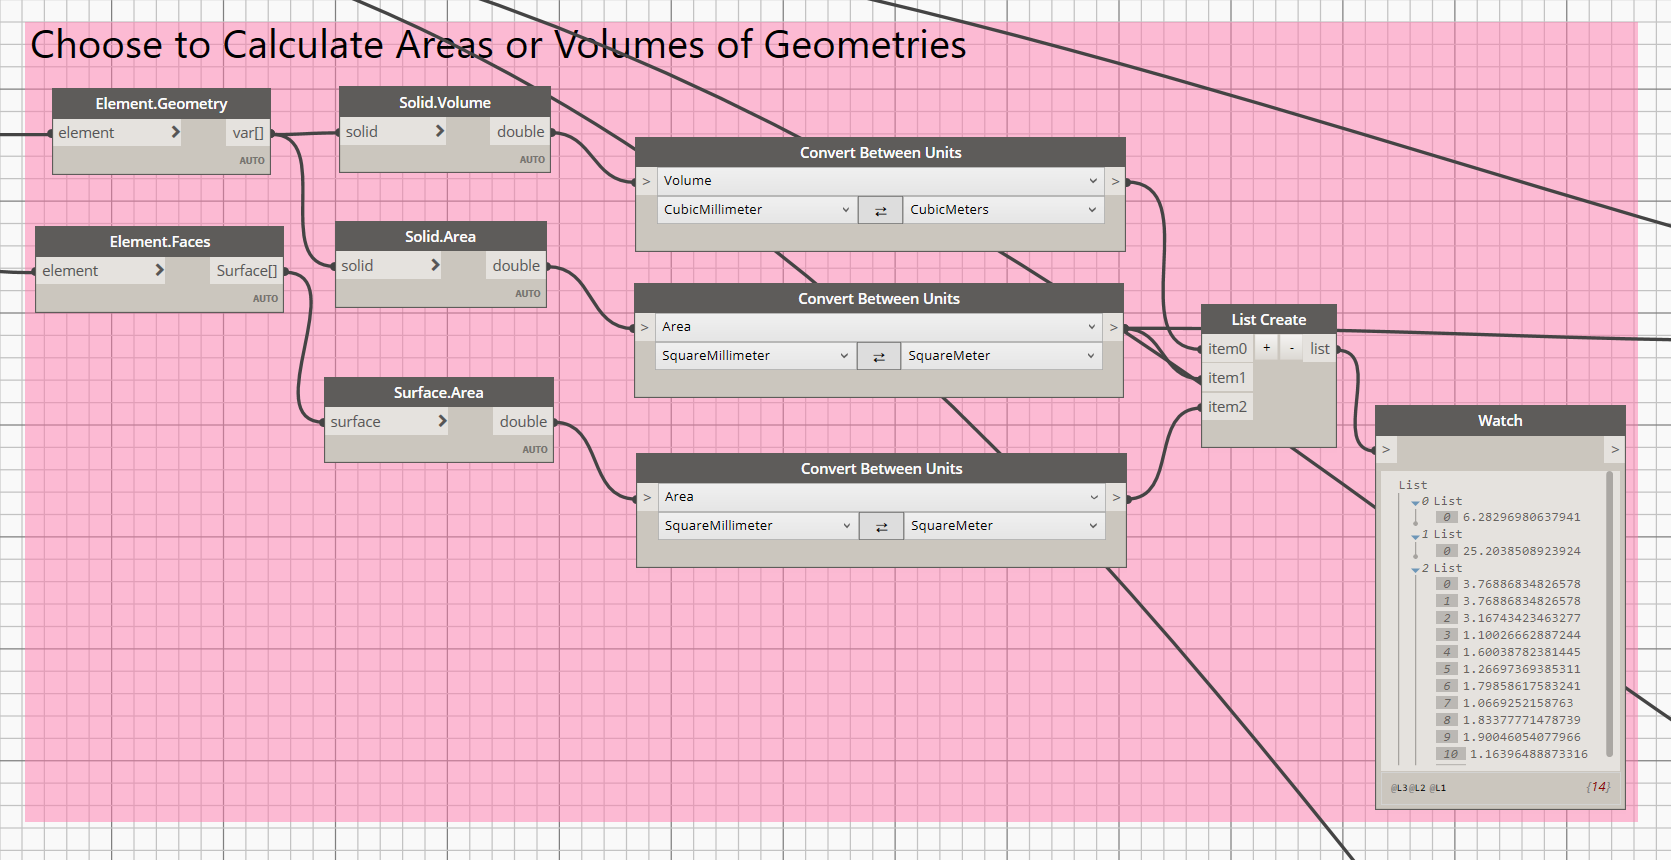 Choose to Calculate Areas or Volumes of Geometries
Element.Geometry
element > var[]
AUTO
Solid.Volume
solid > double
AUTO
Element.Faces
element > Surface[]
AUTO
Solid.Area
solid > double
AUTO
Surface.Area
surface > double
AUTO
Convert Between Units
> Volume >
CubicMillimeter ⇄ CubicMeters
Convert Between Units
> Area >
SquareMillimeter ⇄ SquareMeter
Convert Between Units
> Area >
SquareMillimeter ⇄ SquareMeter
List Create
item0 + - list
item1
item2
Watch
> >
List
0 List
0 6.28296980637941
1 List
0 25.2038508923924
2 List
0 3.76886834826578
1 3.76886834826578
2 3.16743423463277
3 1.10026662887244
4 1.60038782381445
5 1.26697369385311
6 1.79858617583241
7 1.0669252158763
8 1.83377771478739
9 1.90046054077966
10 1.16396488873316
@L3 @L2 @L1 {14}